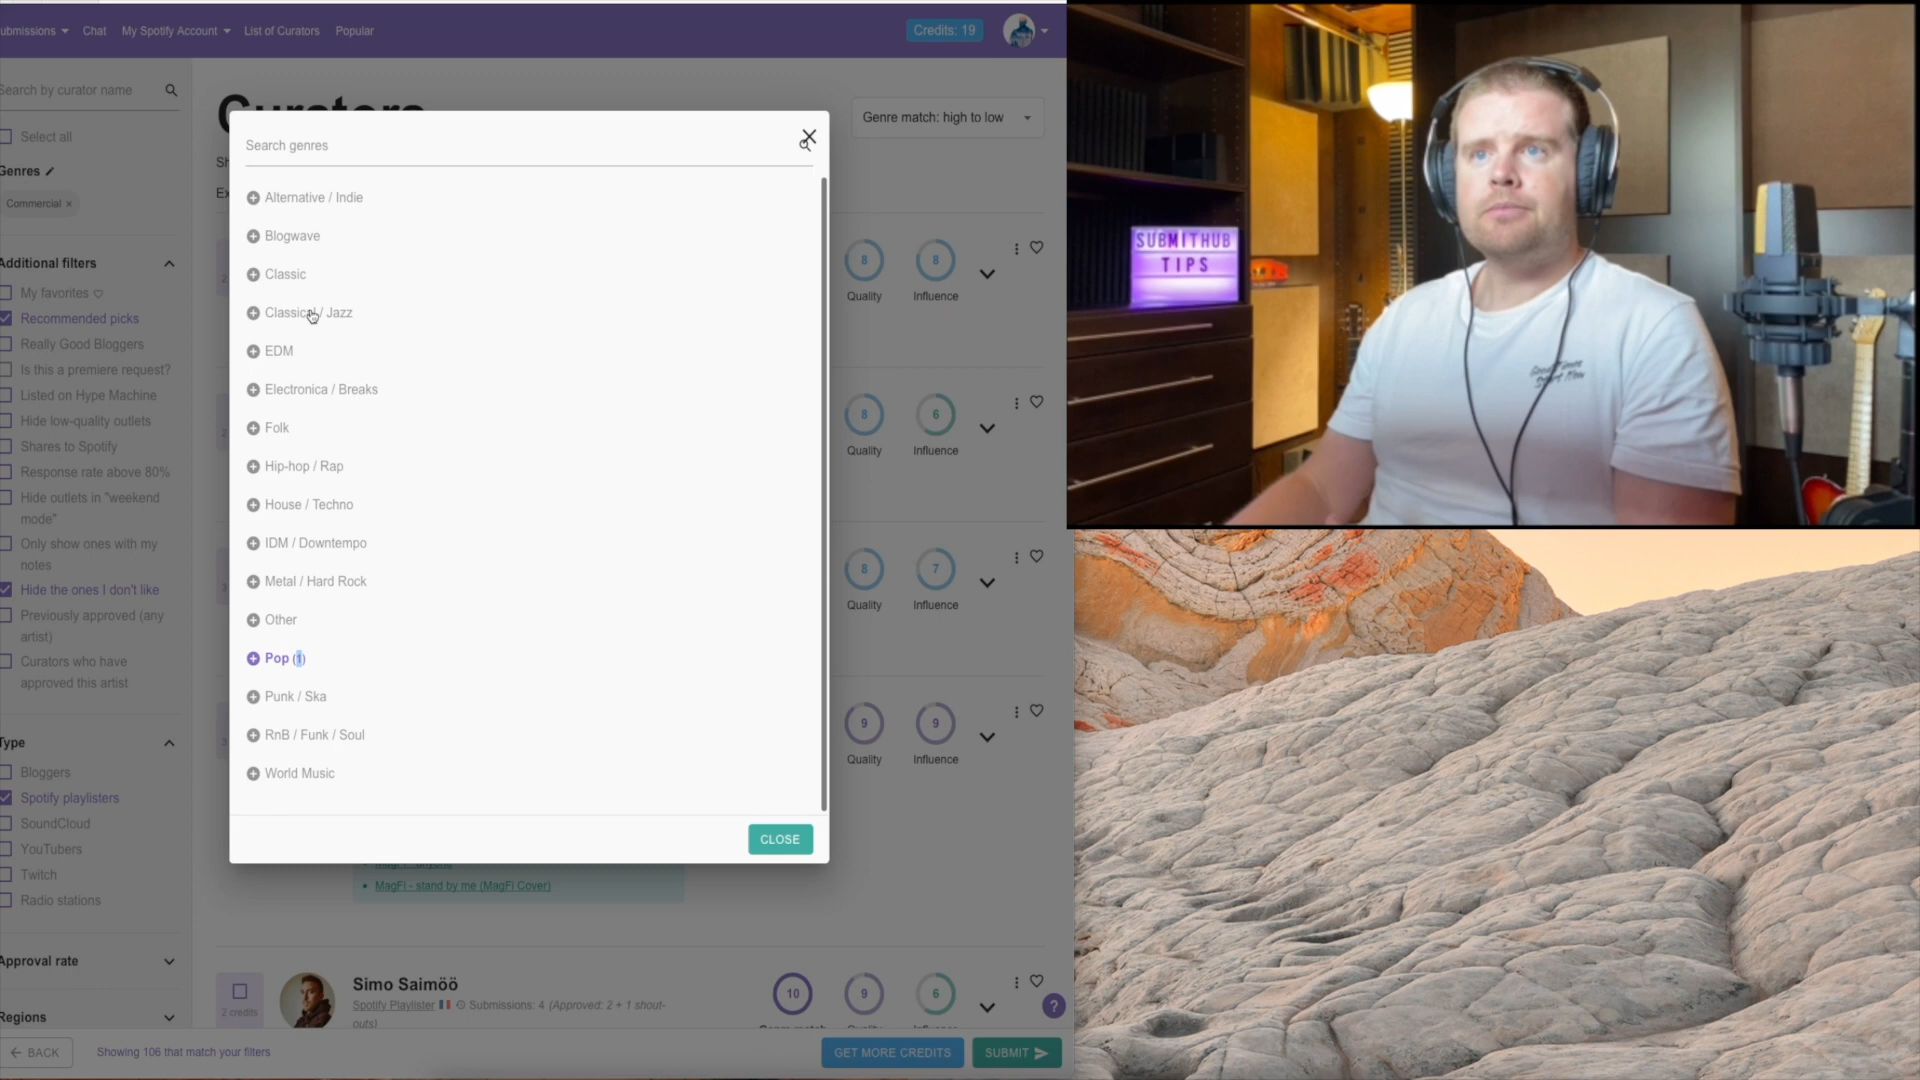 ubmissions
Chat
My Spotify Account
List of Curators
Popular
Credits: 19
Search by curator name
Select all
Genres
Commercial ×
Additional filters
My favorites
Recommended picks
Really Good Bloggers
Is this a premiere request?
Listed on Hype Machine
Hide low-quality outlets
Shares to Spotify
Response rate above 80%
Hide outlets in "weekend
mode"
Only show ones with my
notes
Hide the ones I don't like
Previously approved (any
artist)
Curators who have
approved this artist
Type
Bloggers
Spotify playlisters
SoundCloud
YouTubers
Twitch
Radio stations
Approval rate
Regions
BACK
Showing 106 that match your filters
Curators
Genre match: high to low
Sh
Ex
Search genres
Alternative / Indie
Blogwave
Classic
Classical / Jazz
EDM
Electronica / Breaks
Folk
Hip-hop / Rap
House / Techno
IDM / Downtempo
Metal / Hard Rock
Other
Pop (1)
Punk / Ska
RnB / Funk / Soul
World Music
CLOSE
8
8
Quality
Influence
8
6
Quality
Influence
8
7
Quality
Influence
9
9
Quality
Influence
MagFi - stand by me (MagFi Cover)
2 credits
Simo Saimöö
Spotify Playlister
Submissions: 4 (Approved: 2 + 1 shout-
outs)
10
9
6
?
GET MORE CREDITS
SUBMIT
SUBMITHUB
TIPS